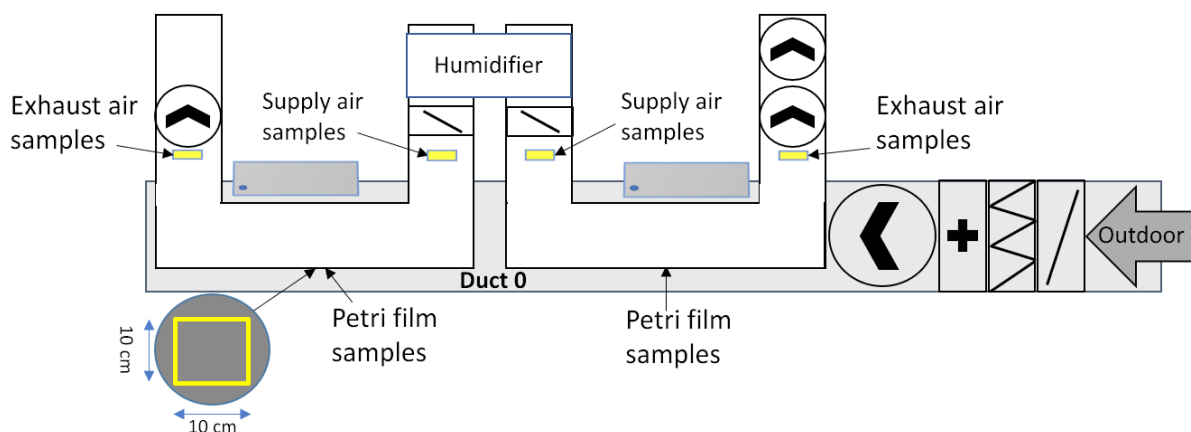 Humidifier
Exhaust air
samples
Supply air
samples
Supply air
samples
Exhaust air
samples
Outdoor
Duct 0
Petri film
samples
Petri film
samples
10 cm
10 cm